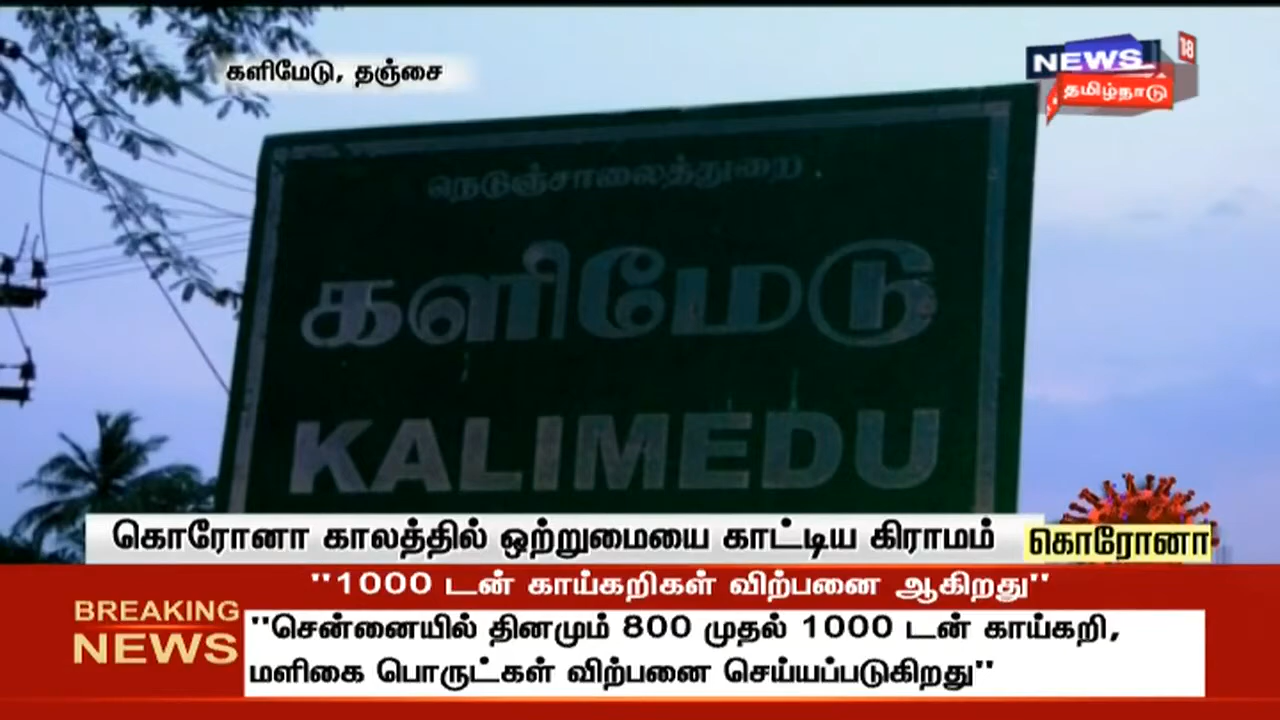 களிமேடு, தஞ்சை
NEWS 18
தமிழ்நாடு
நெடுஞ்சாலைத்துறை
களிமேடு
KALIMEDU
கொரோனா காலத்தில் ஒற்றுமையை காட்டிய கிராமம்
கொரோனா
"1000 டன் காய்கறிகள் விற்பனை ஆகிறது"
BREAKING
NEWS
"சென்னையில் தினமும் 800 முதல் 1000 டன் காய்கறி,
மளிகை பொருட்கள் விற்பனை செய்யப்படுகிறது"